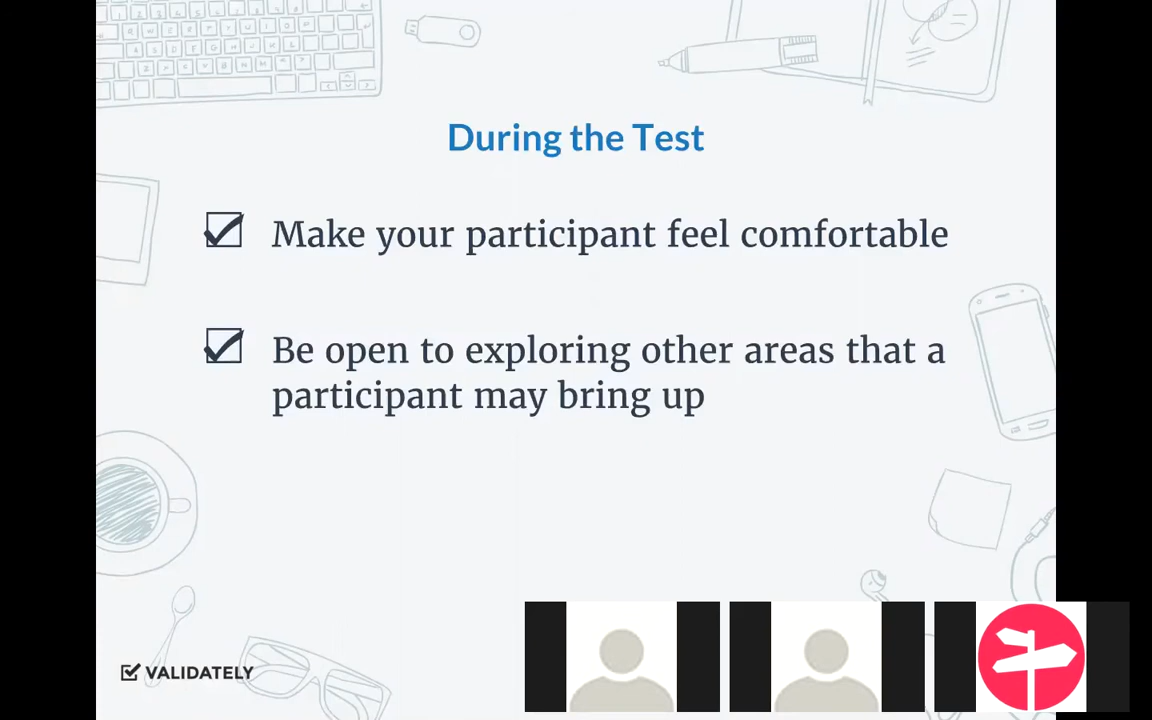 During the Test
Make your participant feel comfortable
Be open to exploring other areas that a
participant may bring up
VALIDATELY